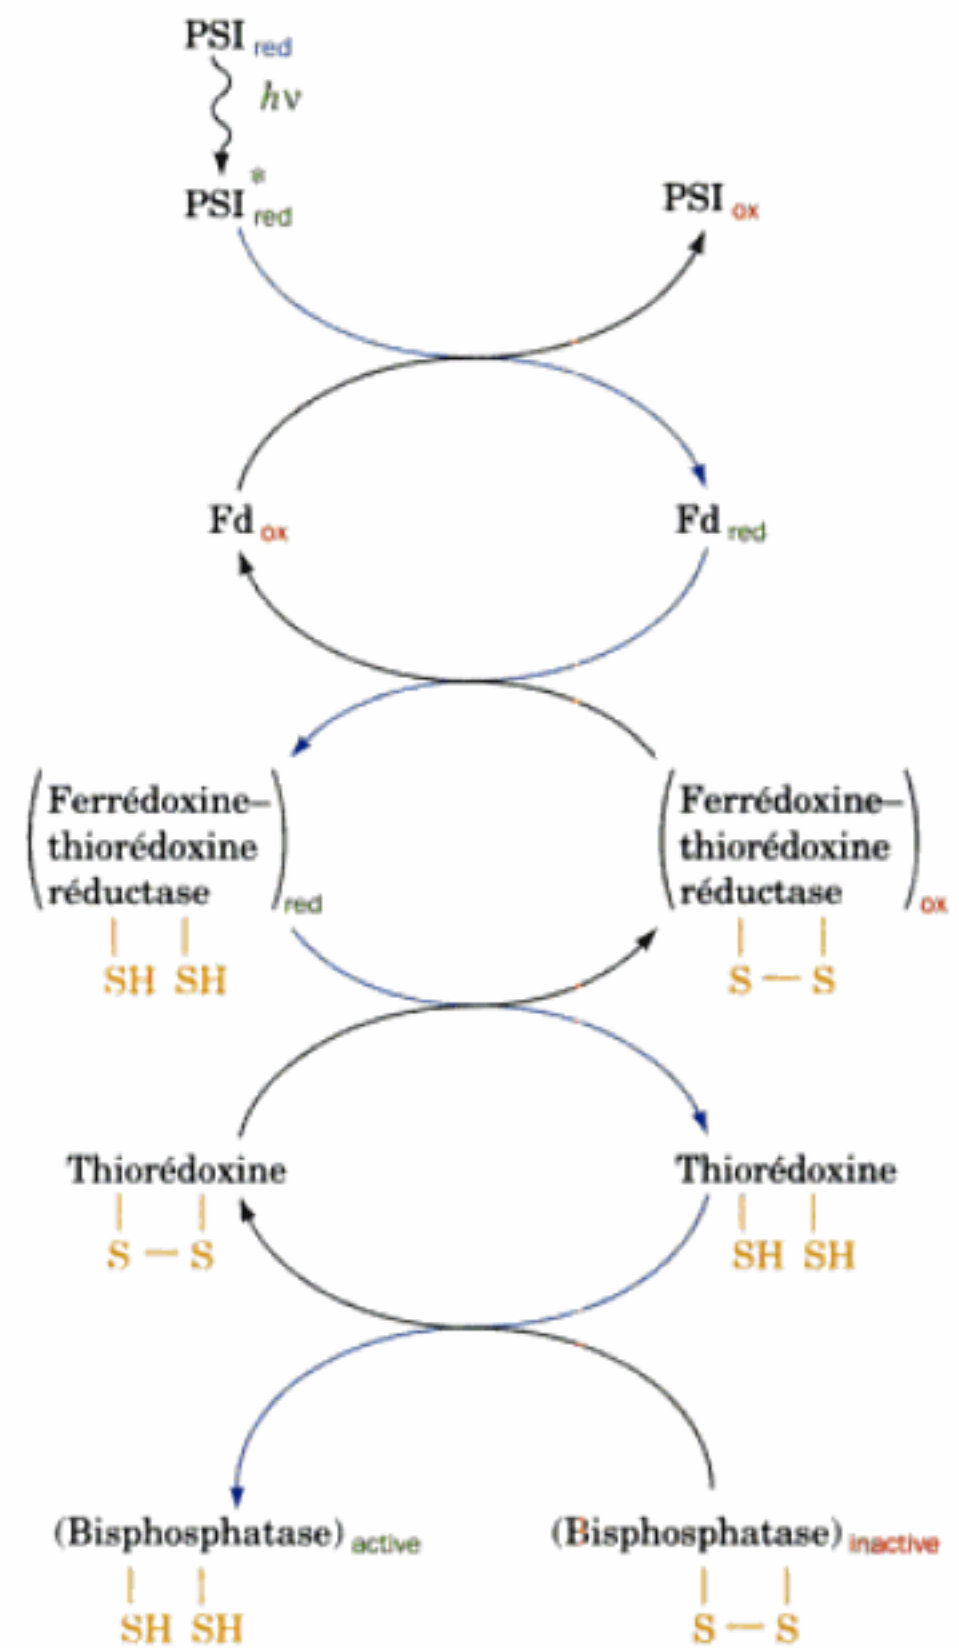 PSI red
hν
PSI * red
PSI ox
Fd ox
Fd red
Ferrédoxine–
thiorédoxine
réductase
red
SH SH
Ferrédoxine–
thiorédoxine
réductase
ox
S — S
Thiorédoxine
S — S
Thiorédoxine
SH SH
(Bisphosphatase) active
SH SH
(Bisphosphatase) inactive
S — S